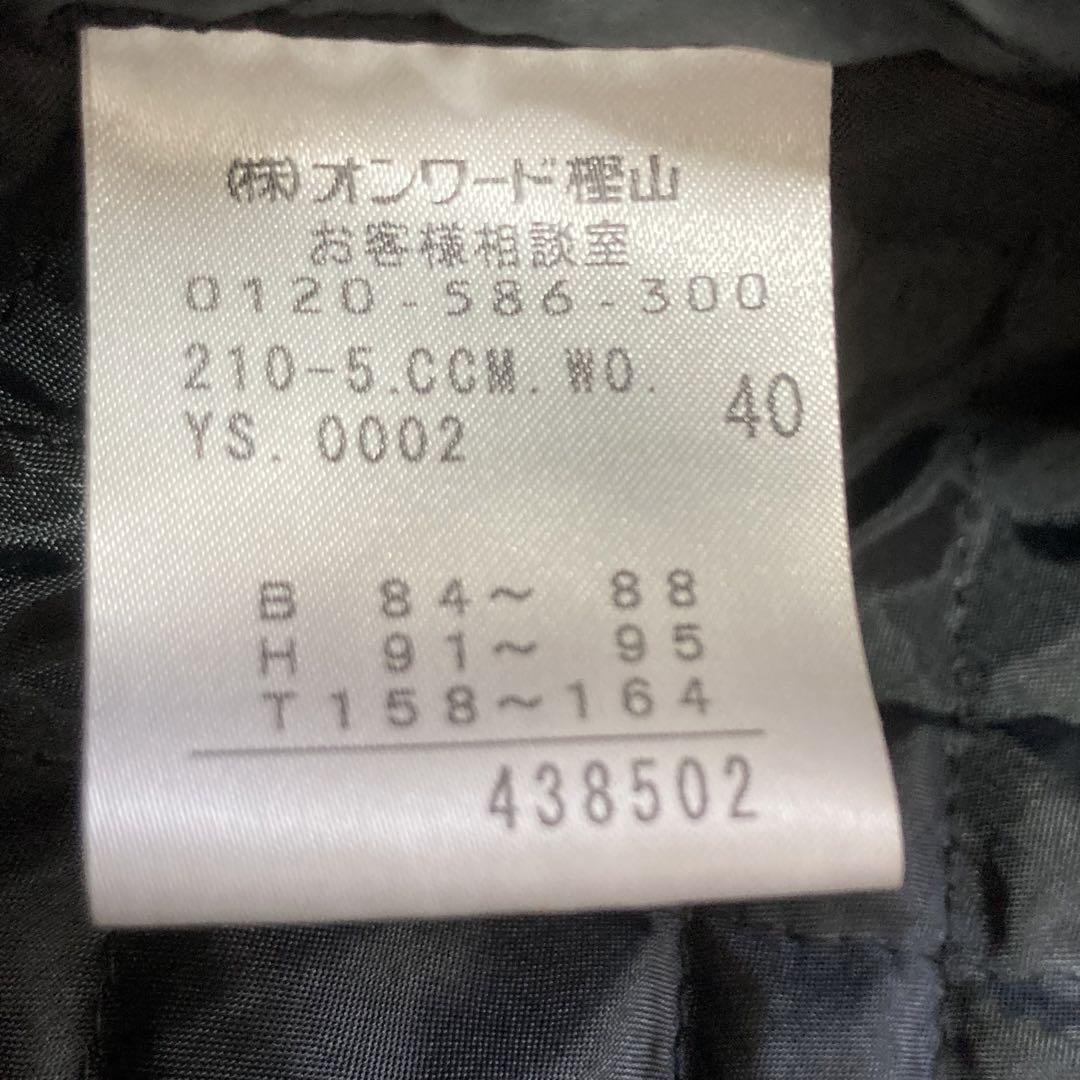 (株)オンワード樫山
お客様相談室
0120-586-300
210-5.CCM.WO.
YS. 0002
40
B 84~ 88
H 91~ 95
T158~164
438502